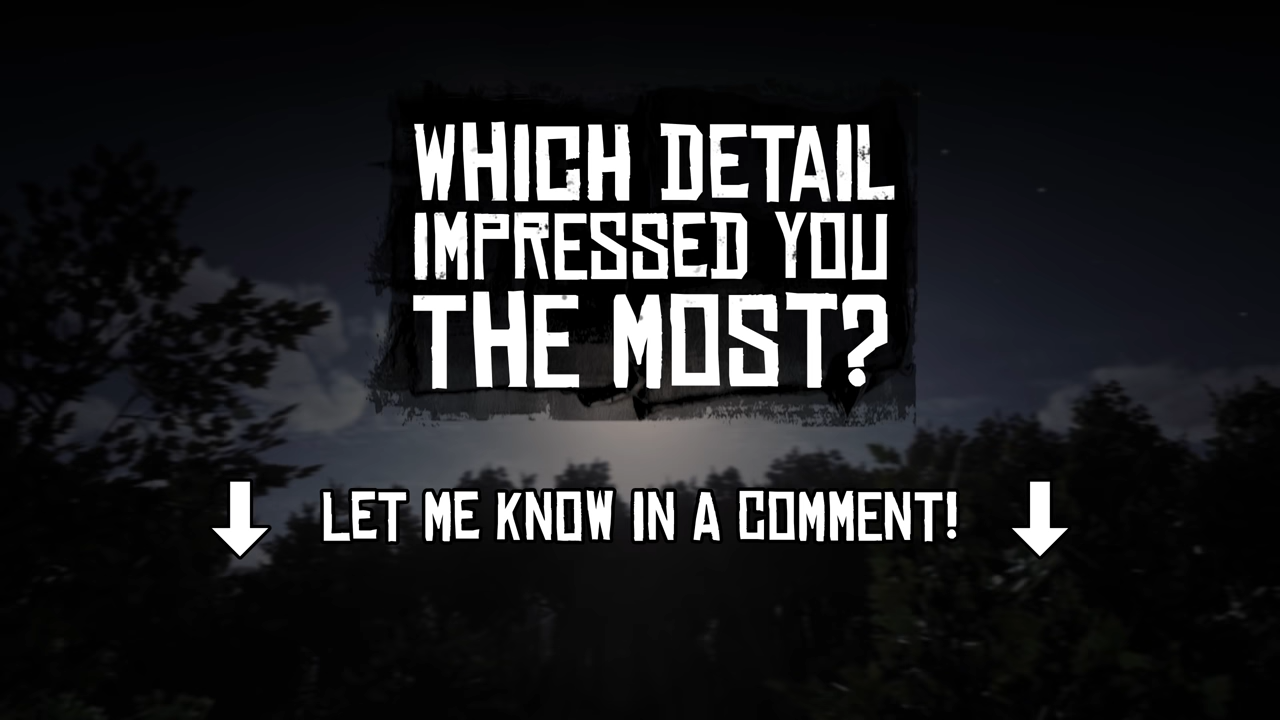 WHICH DETAIL
IMPRESSED YOU
THE MOST?
LET ME KNOW IN A COMMENT!